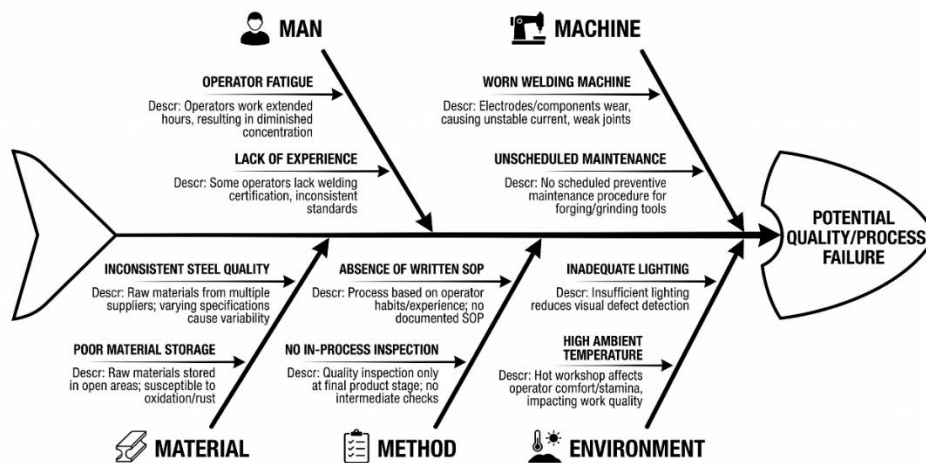 MAN
MACHINE
OPERATOR FATIGUE
Descr: Operators work extended
hours, resulting in diminished
concentration
LACK OF EXPERIENCE
Descr: Some operators lack welding
certification, inconsistent
standards
WORN WELDING MACHINE
Descr: Electrodes/components wear,
causing unstable current, weak joints
UNSCHEDULED MAINTENANCE
Descr: No scheduled preventive
maintenance procedure for
forging/grinding tools
POTENTIAL
QUALITY/PROCESS
FAILURE
INCONSISTENT STEEL QUALITY
Descr: Raw materials from multiple
suppliers; varying specifications
cause variability
POOR MATERIAL STORAGE
Descr: Raw materials stored
in open areas; susceptible to
oxidation/rust
ABSENCE OF WRITTEN SOP
Descr: Process based on operator
habits/experience; no
documented SOP
NO IN-PROCESS INSPECTION
Descr: Quality inspection only
at final product stage; no
intermediate checks
INADEQUATE LIGHTING
Descr: Insufficient lighting
reduces visual defect detection
HIGH AMBIENT
TEMPERATURE
Descr: Hot workshop affects
operator comfort/stamina,
impacting work quality
MATERIAL
METHOD
ENVIRONMENT